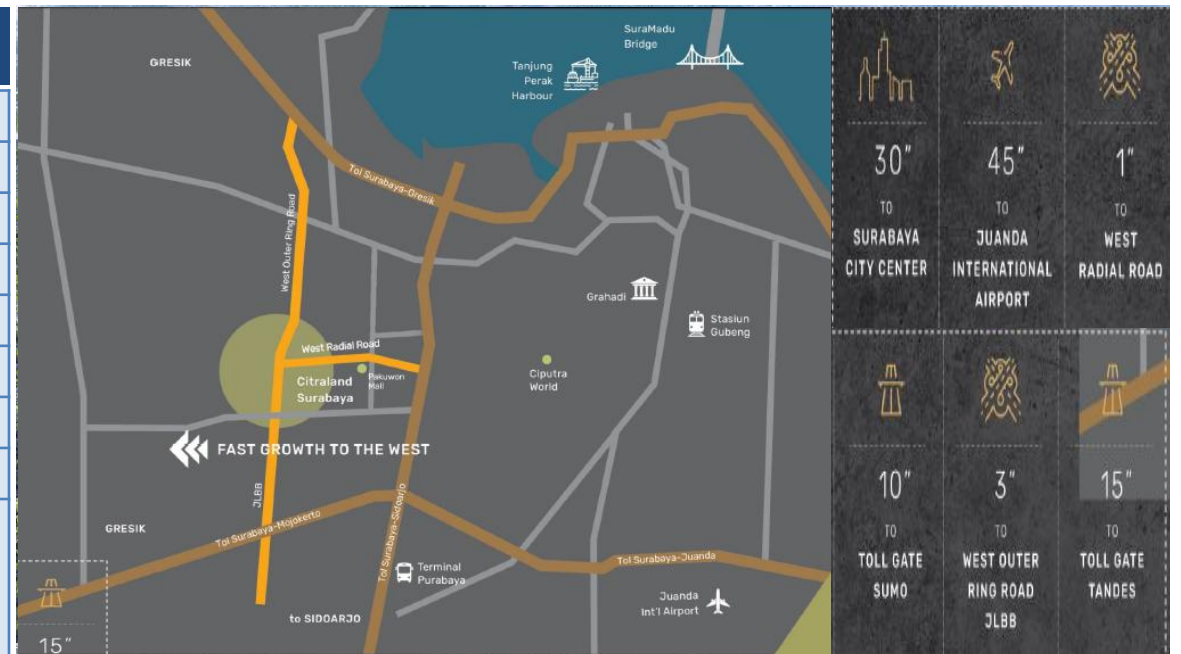 GRESIK
SuraMadu
Bridge
Tanjung
Perak
Harbour
Tol Surabaya-Gresik
West Outer Ring Road
Grahadi
Stasiun
Gubeng
West Radial Road
Citraland
Surabaya
Pakuwon
Mall
Ciputra
World
FAST GROWTH TO THE WEST
JLBB
GRESIK
Tol Surabaya-Mojokerto
Tol Surabaya-Sidoarjo
Terminal
Purabaya
Tol Surabaya-Juanda
Juanda
Int'l Airport
to SIDOARJO
15"
30"
TO
SURABAYA
CITY CENTER
45"
TO
JUANDA
INTERNATIONAL
AIRPORT
1"
TO
WEST
RADIAL ROAD
10"
TO
TOLL GATE
SUMO
3"
TO
WEST OUTER
RING ROAD
JLBB
15"
TO
TOLL GATE
TANDES